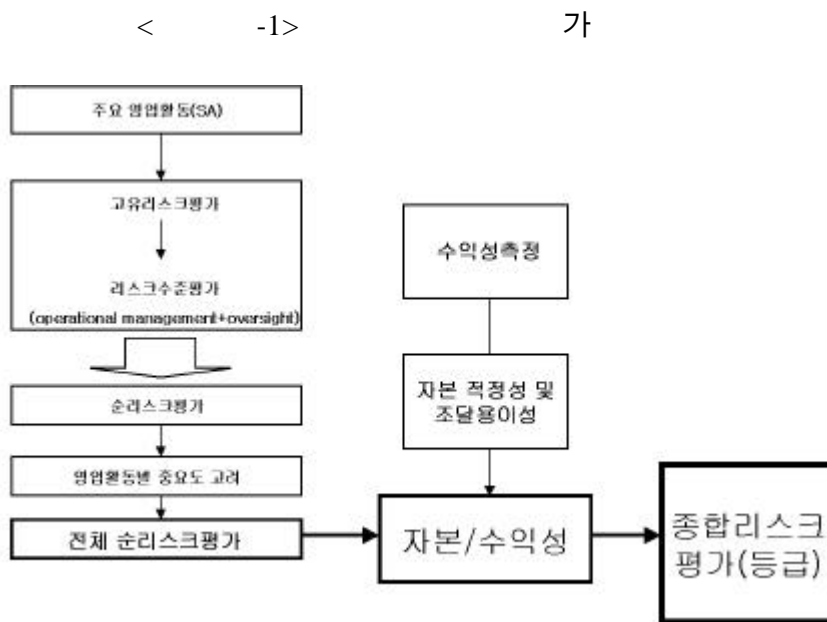 < -1> 가
주요 영업활동(SA)
고유리스크평가
리스크수준평가
(operational management+oversight)
순리스크평가
영업활동별 중요도 고려
전체 순리스크평가
수익성측정
자본 적정성 및
조달용이성
자본/수익성
종합리스크
평가(등급)